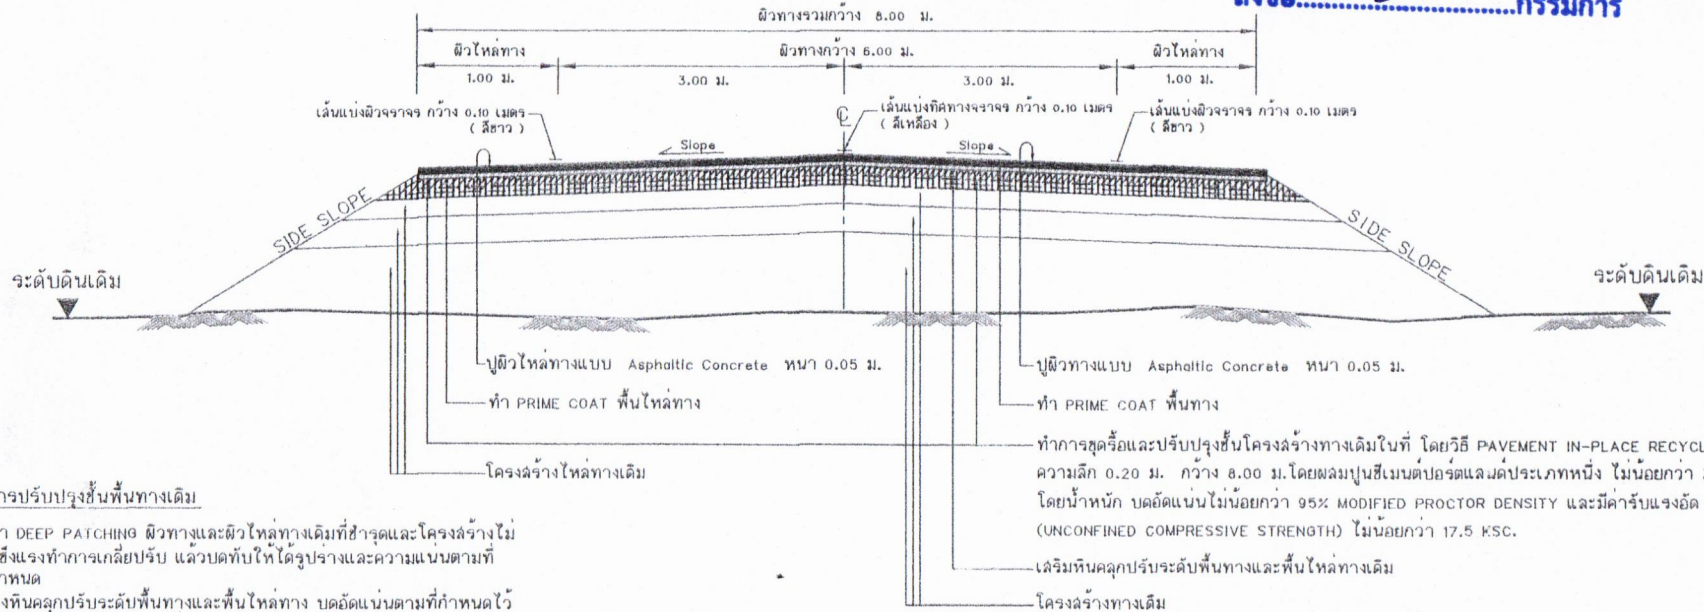 กรรมการ
ผิวทางรวมกว้าง 8.00 ม.
ผิวไหล่ทาง
ผิวทางกว้าง 6.00 ม.
ผิวไหล่ทาง
1.00 ม.
3.00 ม.
3.00 ม.
1.00 ม.
เส้นแบ่งผิวจราจร กว้าง 0.10 เมตร
( สีขาว )
เส้นแบ่งทิศทางจราจร กว้าง 0.10 เมตร
( สีเหลือง )
เส้นแบ่งผิวจราจร กว้าง 0.10 เมตร
( สีขาว )
Slope
Slope
SIDE SLOPE
SIDE SLOPE
ระดับดินเดิม
ระดับดินเดิม
ปูผิวไหล่ทางแบบ Asphaltic Concrete หนา 0.05 ม.
ทำ PRIME COAT พื้นไหล่ทาง
โครงสร้างไหล่ทางเดิม
ปูผิวทางแบบ Asphaltic Concrete หนา 0.05 ม.
ทำ PRIME COAT พื้นทาง
ทำการขุดรื้อและปรับปรุงชั้นโครงสร้างทางเดิมในที่ โดยวิธี PAVEMENT IN-PLACE
ความลึก 0.20 ม. กว้าง 8.00 ม.โดยผสมปูนซีเมนต์ปอร์ตแลนด์ประเภทหนึ่ง ไม่น้อยกว่า
โดยน้ำหนัก บดอัดแน่นไม่น้อยกว่า 95% MODIFIED PROCTOR DENSITY และมีค่ารับแรงอัด
(UNCONFINED COMPRESSIVE STRENGTH) ไม่น้อยกว่า 17.5 KSC.
เสริมหินคลุกปรับระดับพื้นทางและพื้นไหล่ทางเดิม
โครงสร้างทางเดิม
การปรับปรุงชั้นพื้นทางเดิม
DEEP PATCHING ผิวทางและผิวไหล่ทางเดิมที่ชำรุดและโครงสร้างไม่
แข็งแรงทำการเกลี่ยปรับ แล้วบดทับให้ได้รูปร่างและความแน่นตามที่
กำหนด
หินคลุกปรับระดับพื้นทางและพื้นไหล่ทาง บดอัดแน่นตามที่กำหนดไว้